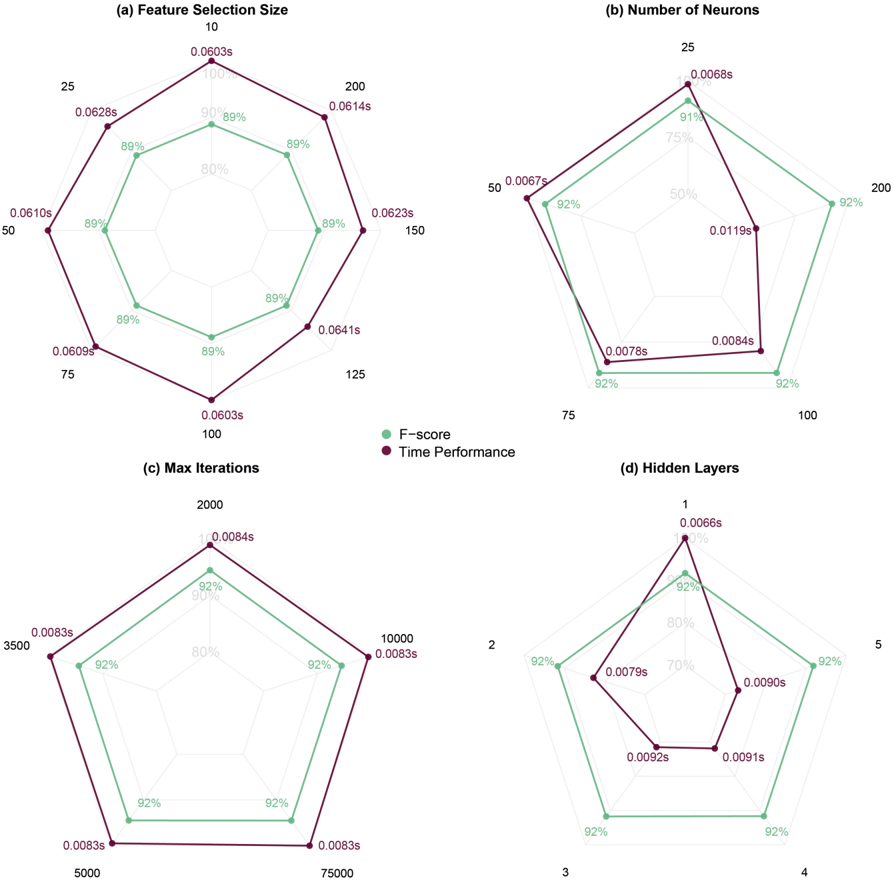 (a) Feature Selection Size
10
0.0603s
100%
25
200
0.0628s
0.0614s
90%
89%
89%
89%
80%
50
0.0610s
89%
89%
0.0623s
150
89%
89%
0.0641s
0.0609s
89%
75
125
0.0603s
100
(b) Number of Neurons
25
0.0068s
100%
91%
75%
50
0.0067s
50%
200
92%
92%
0.0119s
0.0078s
0.0084s
92%
92%
75
100
F−score
Time Performance
(c) Max Iterations
2000
0.0084s
100%
92%
90%
3500
0.0083s
10000
0.0083s
80%
92%
92%
92%
92%
0.0083s
0.0083s
5000
75000
(d) Hidden Layers
1
0.0066s
100%
90%
92%
80%
2
5
92%
70%
92%
0.0079s
0.0090s
0.0092s
0.0091s
92%
92%
3
4